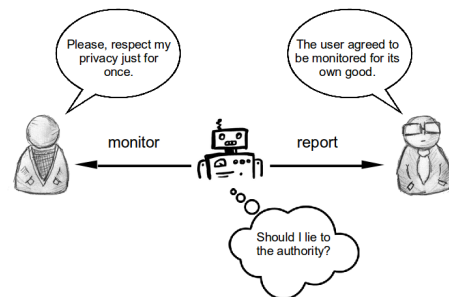 Please, respect my
privacy just for
once.
The user agreed to
be monitored for its
own good.
monitor
report
Should I lie to
the authority?